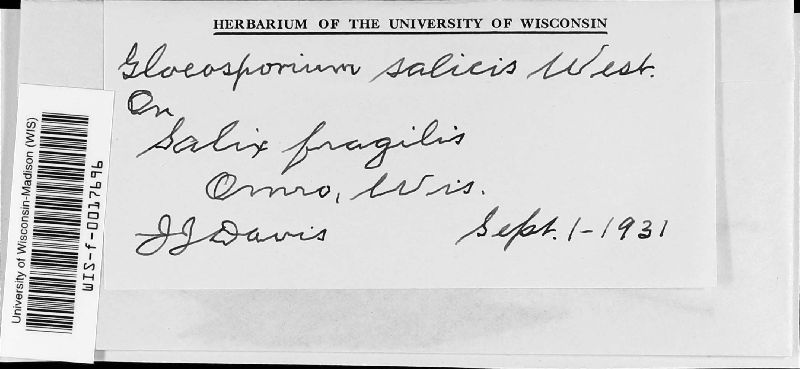 HERBARIUM OF THE UNIVERSITY OF WISCONSIN
Gloeosporium salicis West.
On
Salix fragilis
Omro, Wis.
JJ Davis Sept. 1-1931
University of Wisconsin-Madison (WIS)
WIS-f-0017696